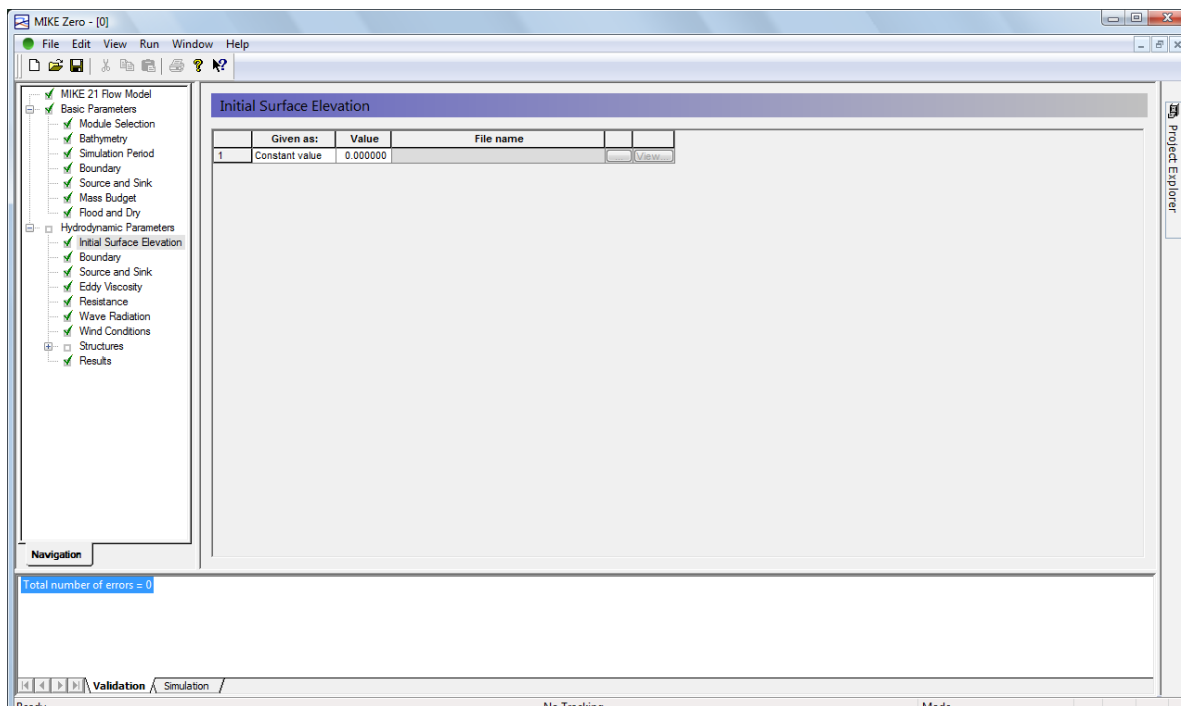 MIKE Zero - [0]
File Edit View Run Window Help
MIKE 21 Flow Model
Basic Parameters
Module Selection
Bathymetry
Simulation Period
Boundary
Source and Sink
Mass Budget
Flood and Dry
Hydrodynamic Parameters
Initial Surface Elevation
Boundary
Source and Sink
Eddy Viscosity
Resistance
Wave Radiation
Wind Conditions
Structures
Results
Navigation
Initial Surface Elevation
Given as: Value File name
1 Constant value 0.000000 ... View...
Project Explorer
Total number of errors = 0
Validation Simulation
Ready No Tracking Mode